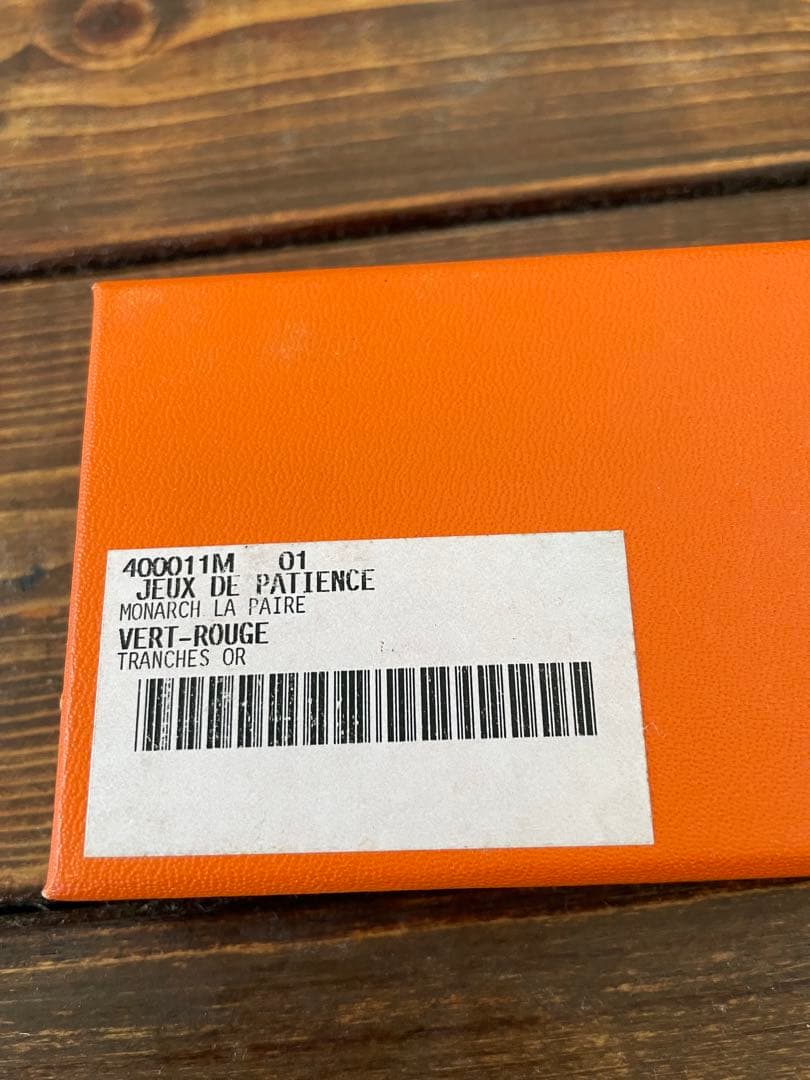 400011M 01
JEUX DE PATIENCE
MONARCH LA PAIRE
VERT-ROUGE
TRANCHES OR